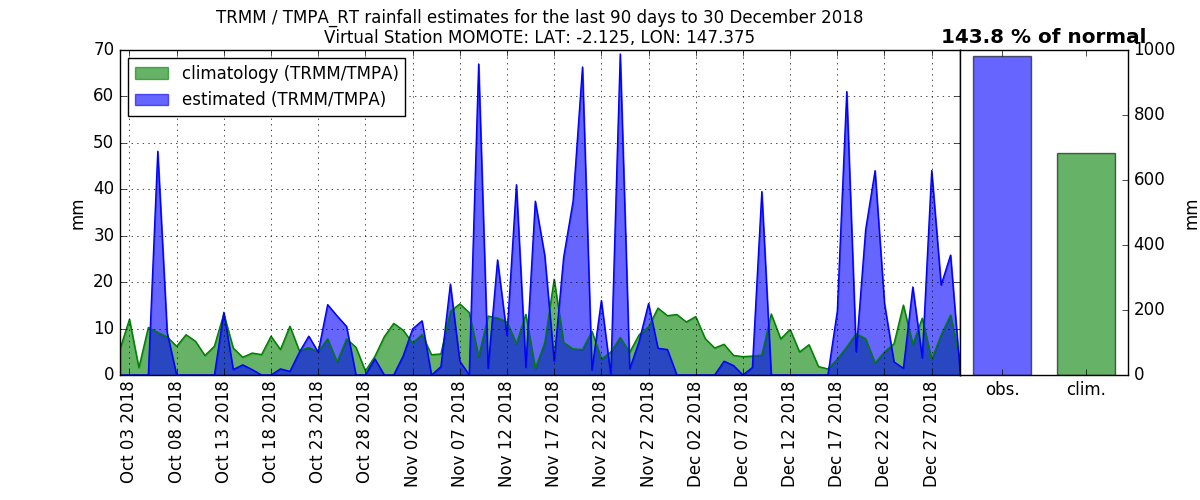 TRMM / TMPA_RT rainfall estimates for the last 90 days to 30 December 2018
Virtual Station MOMOTE: LAT: -2.125, LON: 147.375
143.8 % of normal
climatology (TRMM/TMPA)
estimated (TRMM/TMPA)
70
60
50
40
30
20
10
0
mm
Oct 03 2018
Oct 08 2018
Oct 13 2018
Oct 18 2018
Oct 23 2018
Oct 28 2018
Nov 02 2018
Nov 07 2018
Nov 12 2018
Nov 17 2018
Nov 22 2018
Nov 27 2018
Dec 02 2018
Dec 07 2018
Dec 12 2018
Dec 17 2018
Dec 22 2018
Dec 27 2018
obs.
clim.
1000
800
600
400
200
0
mm